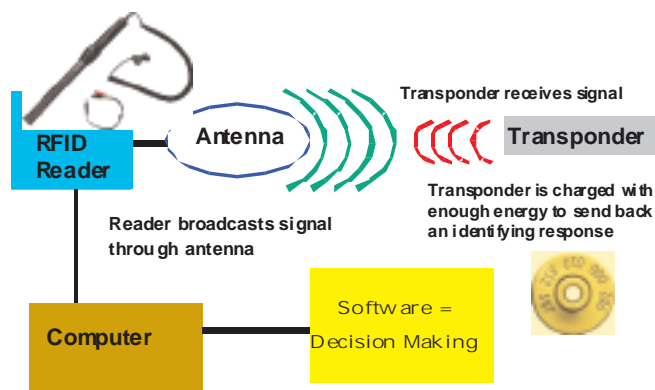 Transponder receives signal
Antenna
Transponder
RFID
Reader
Transponder is charged with
enough energy to send back
an identifying response
Reader broadcasts signal
through antenna
Software =
Decision Making
Computer